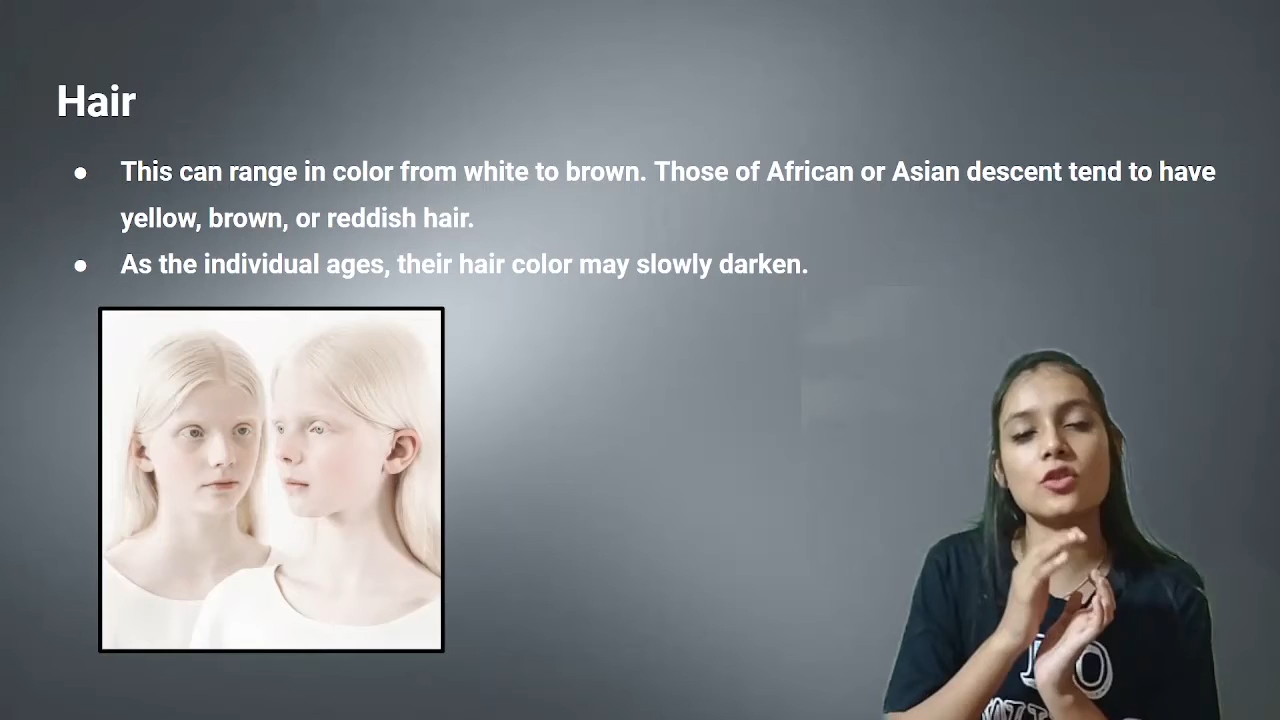 Hair
● This can range in color from white to brown. Those of African or Asian descent tend to have
yellow, brown, or reddish hair.
● As the individual ages, their hair color may slowly darken.